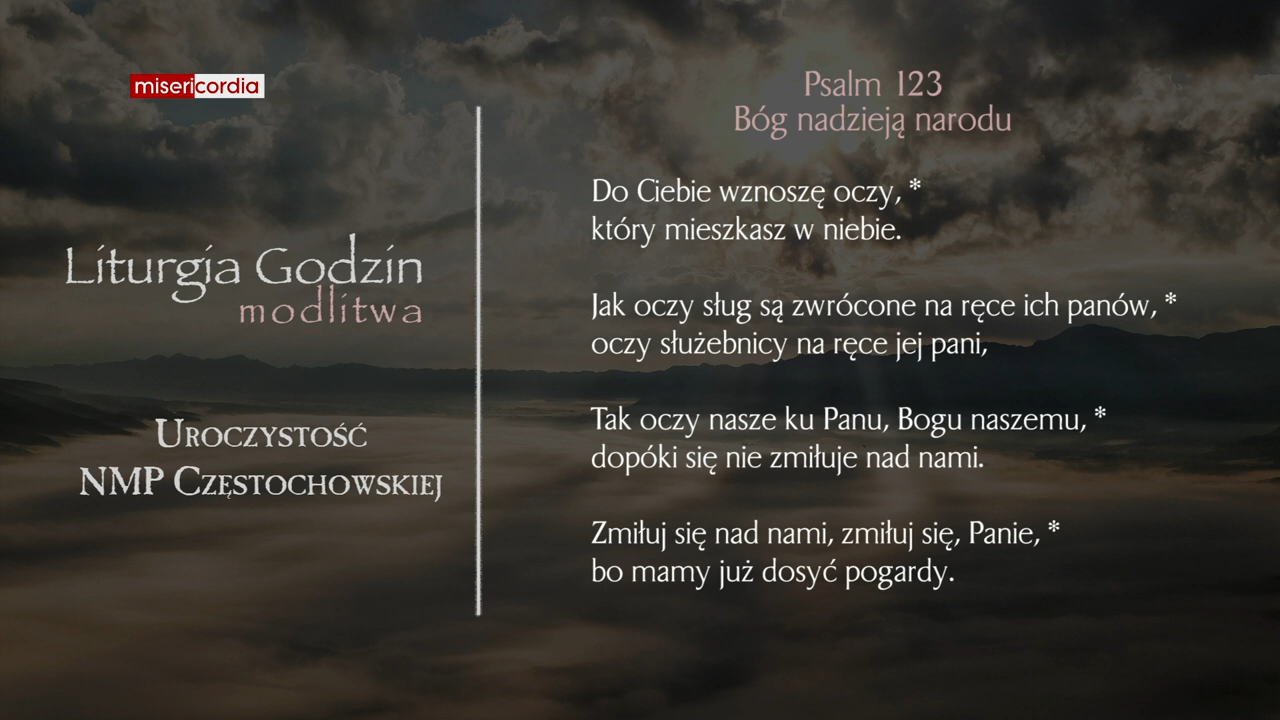 misericordia
Liturgia Godzin
modlitwa
Uroczystość
NMP Częstochowskiej
Psalm 123
Bóg nadzieją narodu
Do Ciebie wznoszę oczy, *
który mieszkasz w niebie.
Jak oczy sług są zwrócone na ręce ich panów, *
oczy służebnicy na ręce jej pani,
Tak oczy nasze ku Panu, Bogu naszemu, *
dopóki się nie zmiłuje nad nami.
Zmiłuj się nad nami, zmiłuj się, Panie, *
bo mamy już dosyć pogardy.